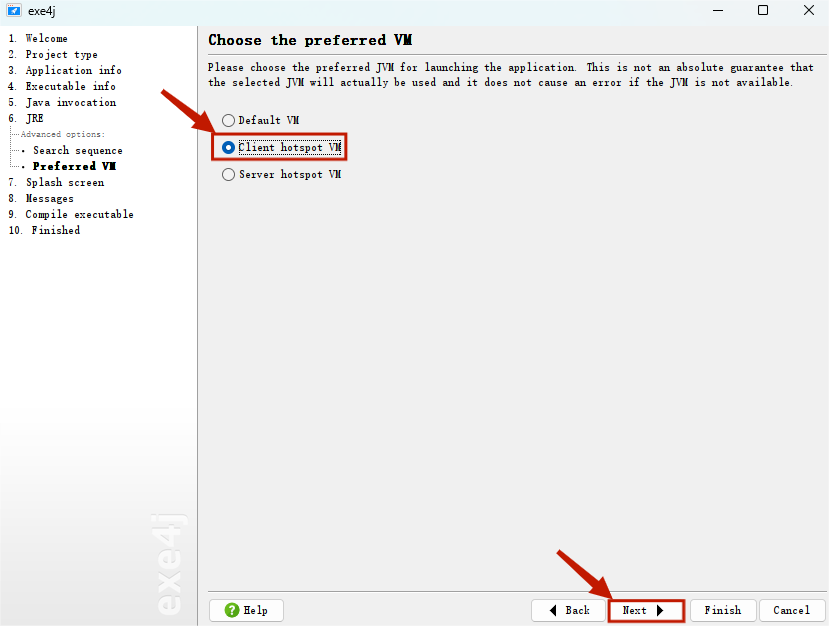 exe4j
1. Welcome
2. Project type
3. Application info
4. Executable info
5. Java invocation
6. JRE
Advanced options:
Search sequence
Preferred VM
7. Splash screen
8. Messages
9. Compile executable
10. Finished
exe4j
Choose the preferred VM
Please choose the preferred JVM for launching the application. This is not an absolute guarantee that
the selected JVM will actually be used and it does not cause an error if the JVM is not available.
Default VM
Client hotspot VM
Server hotspot VM
? Help
Back
Next
Finish
Cancel